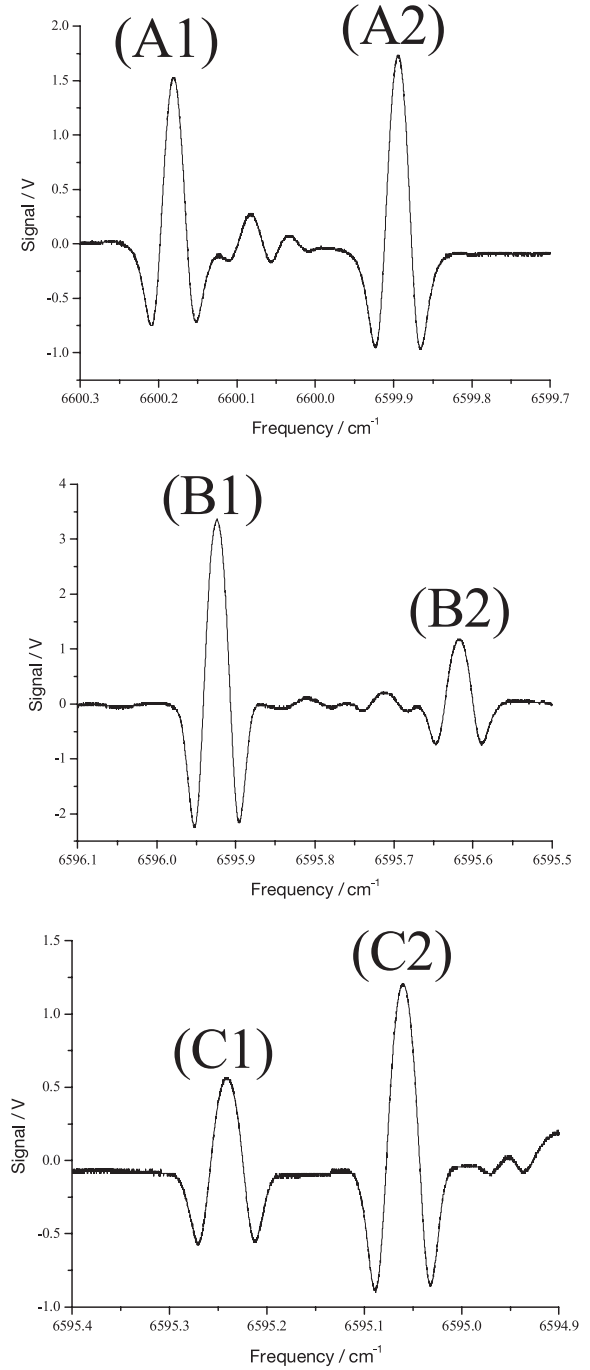 (A1) (A2)
2.0
1.5
1.0
0.5
0.0
-0.5
-1.0
Signal / V
6600.3 6600.2 6600.1 6600.0 6599.9 6599.8 6599.7
Frequency / cm⁻¹
(B1)
(B2)
4
3
2
1
0
-1
-2
Signal / V
6596.1 6596.0 6595.9 6595.8 6595.7 6595.6 6595.5
Frequency / cm⁻¹
(C2)
(C1)
1.5
1.0
0.5
0.0
-0.5
-1.0
Signal / V
6595.4 6595.3 6595.2 6595.1 6595.0 6594.9
Frequency / cm⁻¹